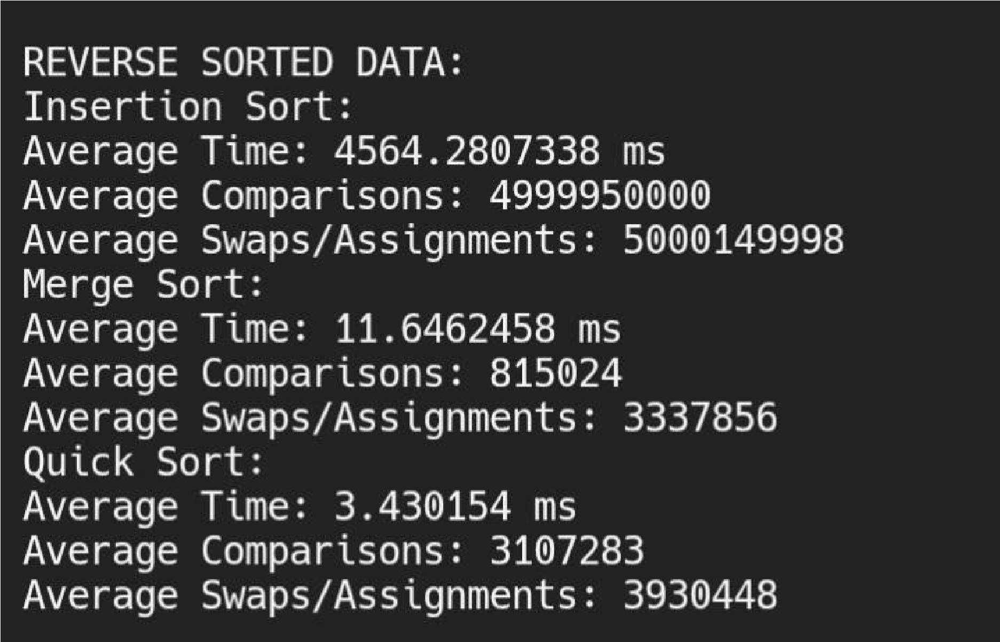 REVERSE SORTED DATA:
Insertion Sort:
Average Time: 4564.2807338 ms
Average Comparisons: 4999950000
Average Swaps/Assignments: 5000149998
Merge Sort:
Average Time: 11.6462458 ms
Average Comparisons: 815024
Average Swaps/Assignments: 3337856
Quick Sort:
Average Time: 3.430154 ms
Average Comparisons: 3107283
Average Swaps/Assignments: 3930448